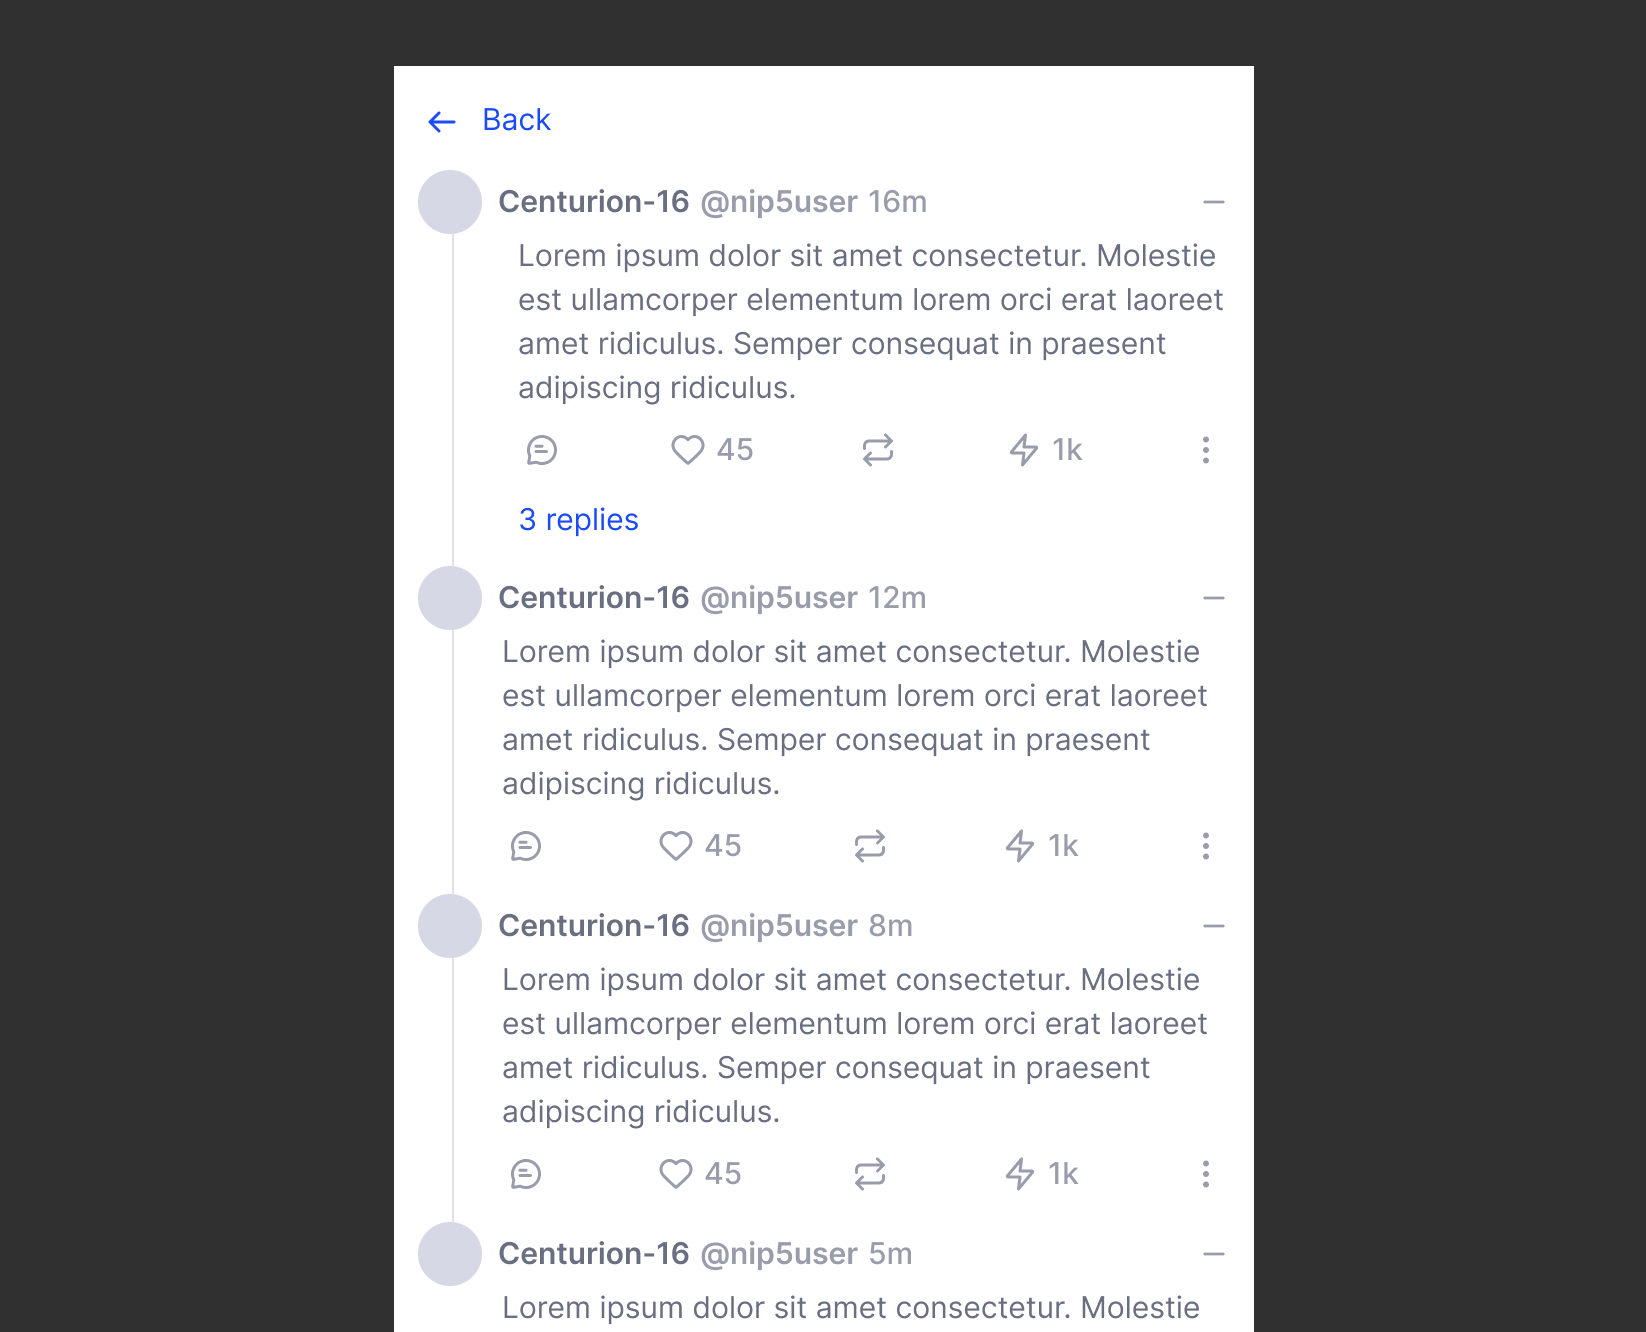 Back
Centurion-16 @nip5user 16m
Lorem ipsum dolor sit amet consectetur. Molestie
est ullamcorper elementum lorem orci erat laoreet
amet ridiculus. Semper consequat in praesent
adipiscing ridiculus.
45 1k
3 replies
Centurion-16 @nip5user 12m
Lorem ipsum dolor sit amet consectetur. Molestie
est ullamcorper elementum lorem orci erat laoreet
amet ridiculus. Semper consequat in praesent
adipiscing ridiculus.
45 1k
Centurion-16 @nip5user 8m
Lorem ipsum dolor sit amet consectetur. Molestie
est ullamcorper elementum lorem orci erat laoreet
amet ridiculus. Semper consequat in praesent
adipiscing ridiculus.
45 1k
Centurion-16 @nip5user 5m
Lorem ipsum dolor sit amet consectetur. Molestie